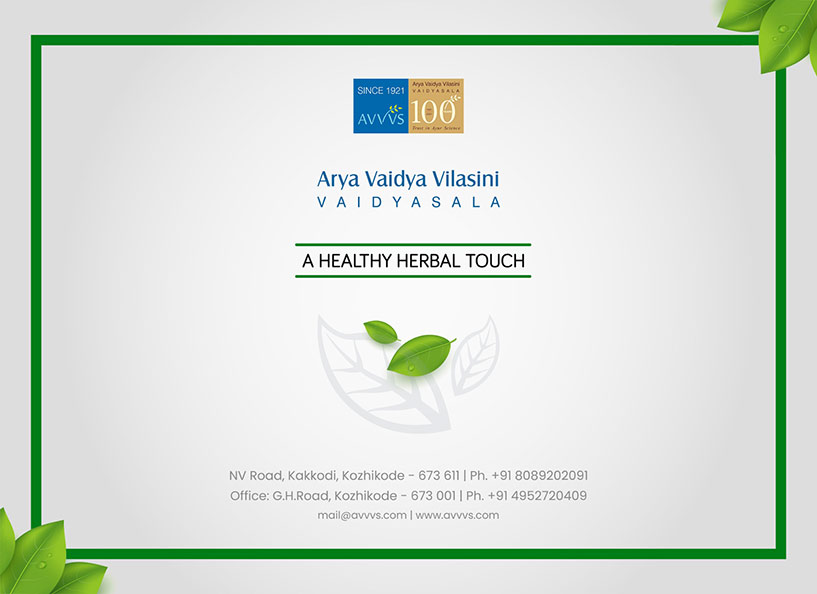 SINCE 1921
AVVVS
Arya Vaidya Vilasini
VAIDYASALA
100
Trust in Ayur Science
Arya Vaidya Vilasini
VAIDYASALA
A HEALTHY HERBAL TOUCH
NV Road, Kakkodi, Kozhikode - 673 611 | Ph. +91 8089202091
Office: G.H.Road, Kozhikode - 673 001 | Ph. +91 4952720409
mail@avvvs.com | www.avvvs.com